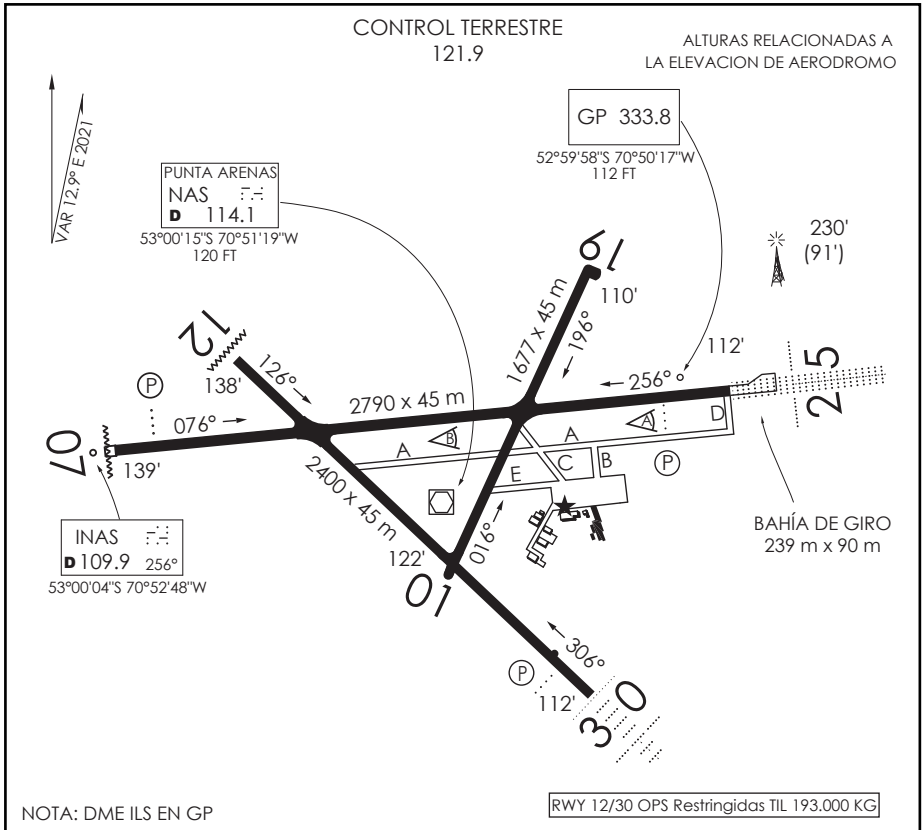 CONTROL TERRESTRE
121.9
ALTURAS RELACIONADAS A
LA ELEVACION DE AERODROMO
VAR 12.9° E 2021
GP 333.8
52°59'58"S 70°50'17"W
112 FT
PUNTA ARENAS
NAS
D 114.1
53°00'15"S 70°51'19"W
120 FT
230'
(91')
19
110'
1677 x 45 m
196°
12
138'
126°
112'
256°
25
2790 x 45 m
P
076°
07
139'
A
B
A
A
D
2400 x 45 m
E
C
B
P
016°
122'
01
INAS
D 109.9 256°
53°00'04"S 70°52'48"W
BAHÍA DE GIRO
239 m x 90 m
306°
P
112'
30
NOTA: DME ILS EN GP
RWY 12/30 OPS Restringidas TIL 193.000 KG